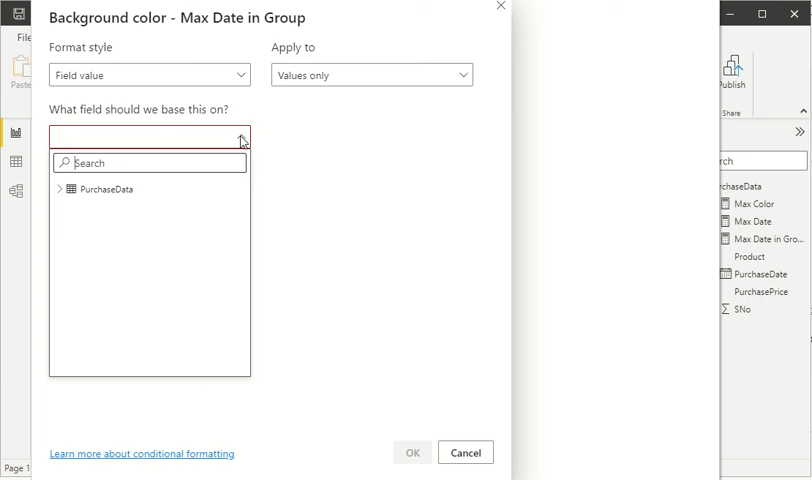 Background color - Max Date in Group
Format style
Apply to
Field value
Values only
What field should we base this on?
Search
PurchaseData
Learn more about conditional formatting
OK
Cancel
File
Paste
Page 1
Publish
Share
rch
chaseData
Max Color
Max Date
Max Date in Gro...
Product
PurchaseDate
PurchasePrice
SNo